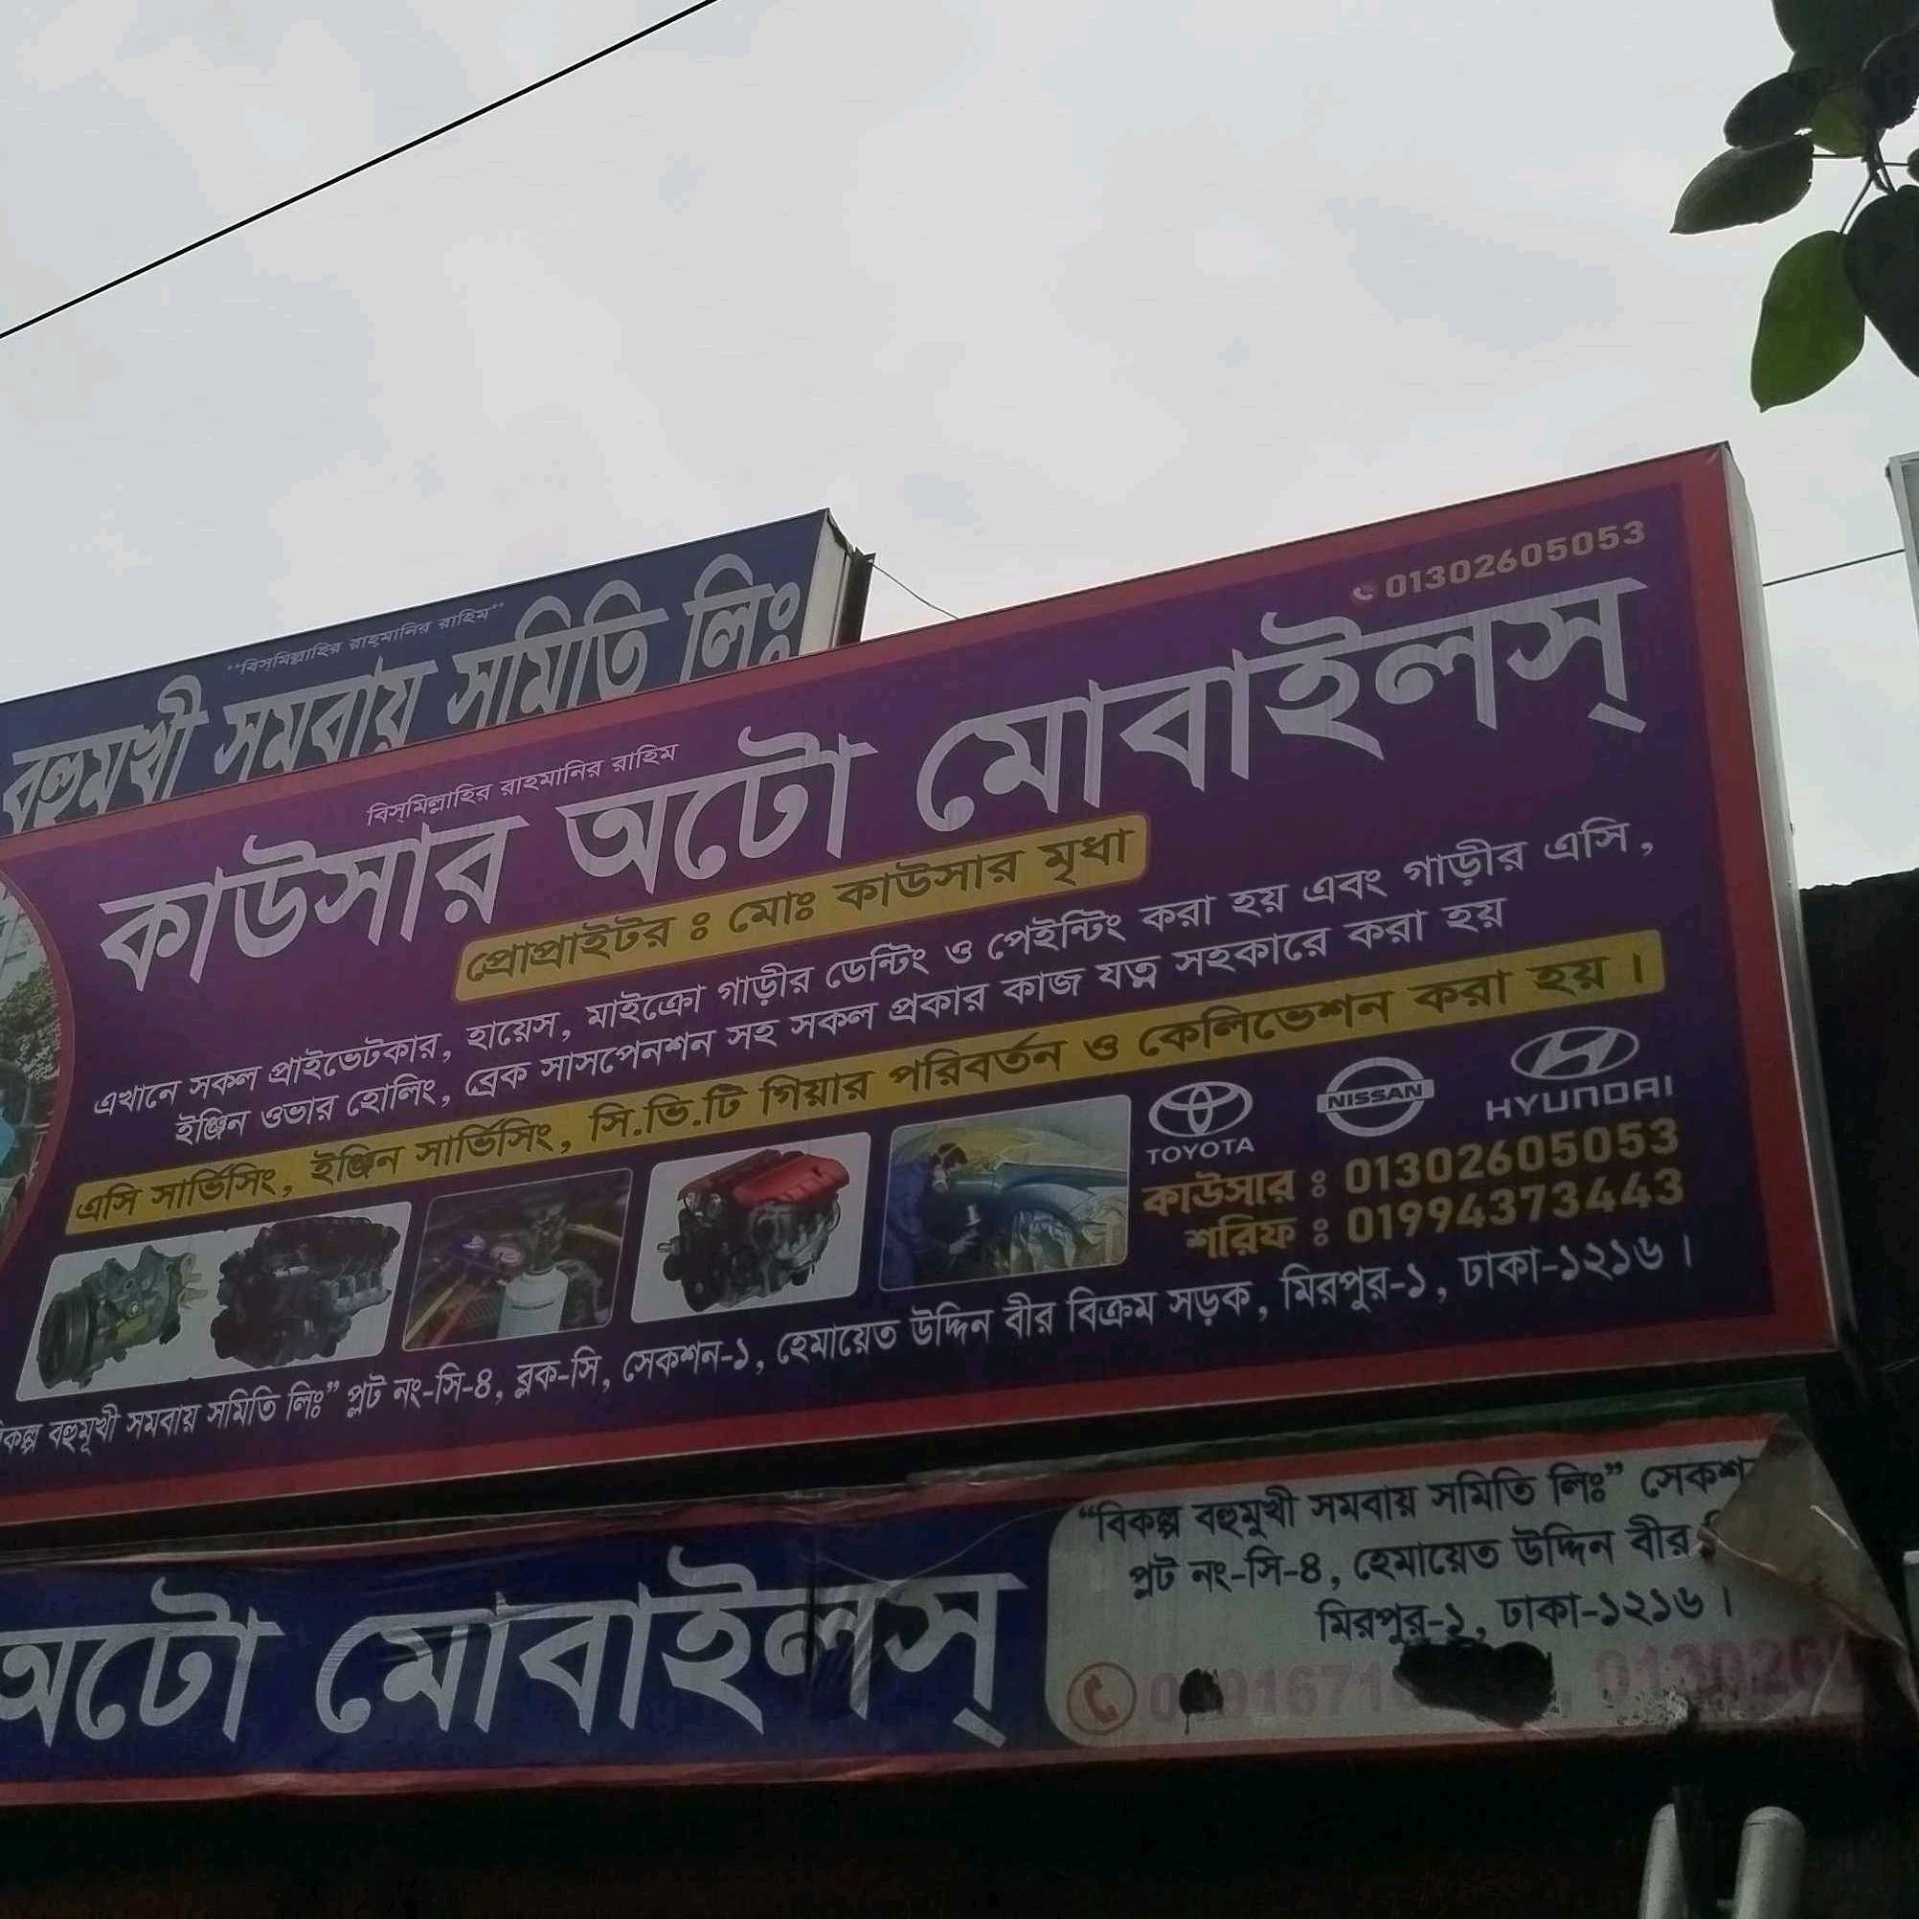 "বিসমিল্লাহির রাহমানির রাহিম"
বহুমুখী সমবায় সমিতি লিঃ
01302605053
বিস্‌মিল্লাহির রাহমানির রাহিম
কাউসার অটো মোবাইলস্
প্রোপ্রাইটর ঃ মোঃ কাউসার মৃধা
এখানে সকল প্রাইভেটকার, হায়েস, মাইক্রো গাড়ীর ডেন্টিং ও পেইন্টিং করা হয় এবং গাড়ীর এসি,
ইঞ্জিন ওভার হোলিং, ব্রেক সাসপেনশন সহ সকল প্রকার কাজ যত্ন সহকারে করা হয়
এসি সার্ভিসিং, ইঞ্জিন সার্ভিসিং, সি.ভি.টি গিয়ার পরিবর্তন ও কেলিভেশন করা হয়।
TOYOTA NISSAN HYUNDAI
কাউসার : 01302605053
শরিফ : 01994373443
বহুমূখী সমবায় সমিতি লিঃ" প্লট নং-সি-৪, ব্লক-সি, সেকশন-১, হেমায়েত উদ্দিন বীর বিক্রম সড়ক, মিরপুর-১, ঢাকা-১২১৬।
অটো মোবাইলস্
"বিকল্প বহুমুখী সমবায় সমিতি লিঃ"
প্লট নং-সি-৪, হেমায়েত উদ্দিন বীর
মিরপুর-১, ঢাকা-১২১৬।